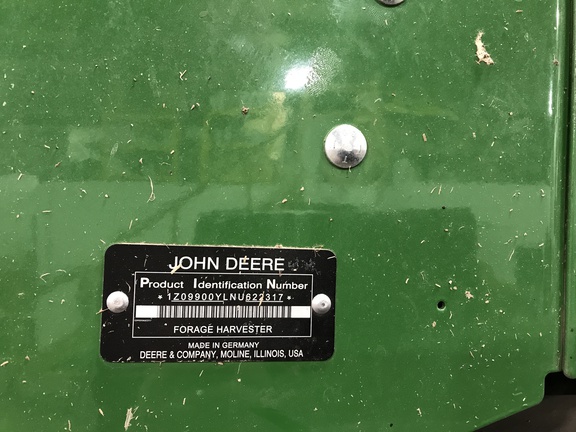 JOHN DEERE
Product Identification Number
*1Z09900YLNU622317*
FORAGE HARVESTER
MADE IN GERMANY
DEERE & COMPANY, MOLINE, ILLINOIS, USA